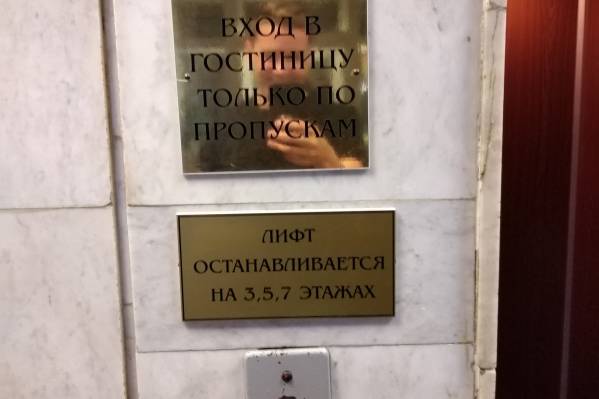 ВХОД В
ГОСТИНИЦУ
ТОЛЬКО ПО
ПРОПУСКАМ
ЛИФТ
ОСТАНАВЛИВАЕТСЯ
НА 3,5,7 ЭТАЖАХ